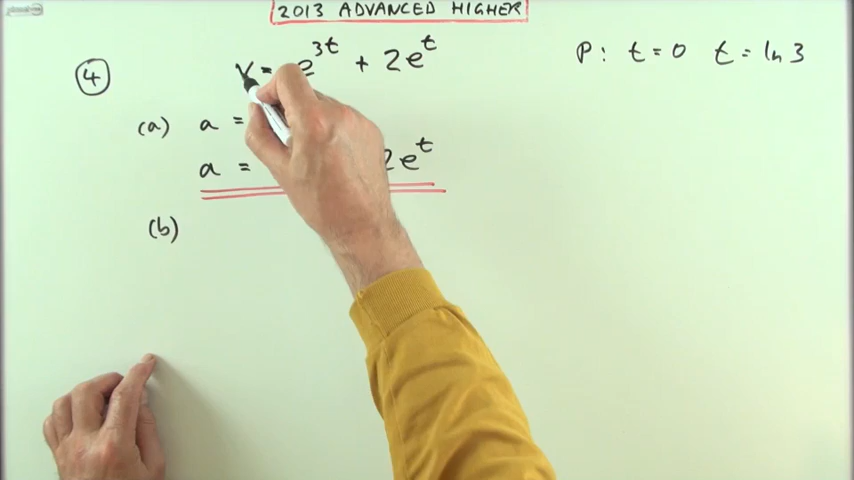 2013 ADVANCED HIGHER
④ v = e^{3t} + 2e^{t} P : t = 0 t = ln 3
(a) a =
a = 2e^{t}
(b)